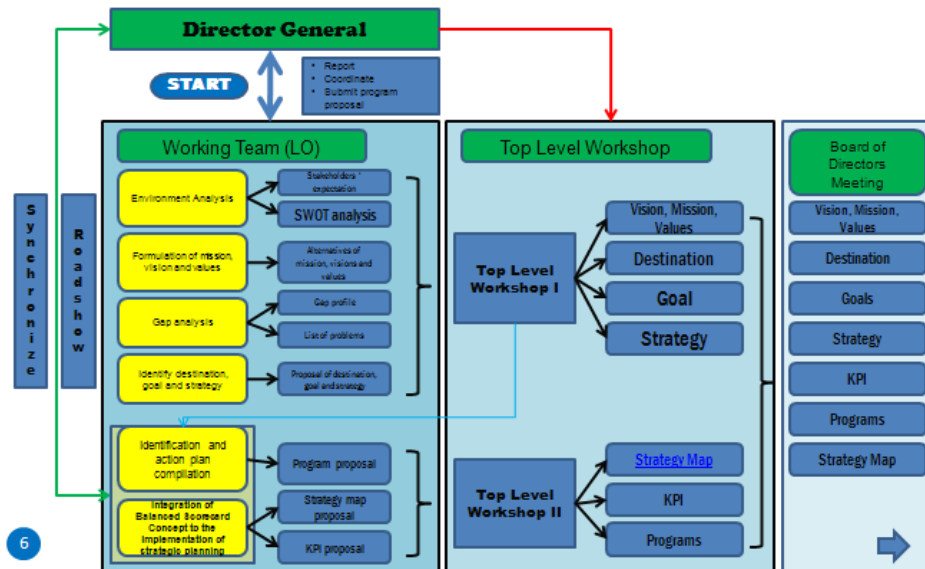 Director General
START
• Report
• Coordinate
• Submit program
proposal
Synchronize
Roadshow
Working Team (LO)
Environment Analysis
Stakeholders '
expectation
SWOT analysis
Formulation of mission,
vision and values
Alternatives of
mission, visions and
values
Gap analysis
Gap profile
List of problems
Identify destination,
goal and strategy
Proposal of destination,
goal and strategy
Identification and
action plan
compilation
Program proposal
Integration of
Balanced Scorecard
Concept to the
Implementation of
strategic planning
Strategy map
proposal
KPI proposal
Top Level Workshop
Top Level
Workshop I
Vision, Mission,
Values
Destination
Goal
Strategy
Top Level
Workshop II
Strategy Map
KPI
Programs
Board of
Directors
Meeting
Vision, Mission,
Values
Destination
Goals
Strategy
KPI
Programs
Strategy Map
6